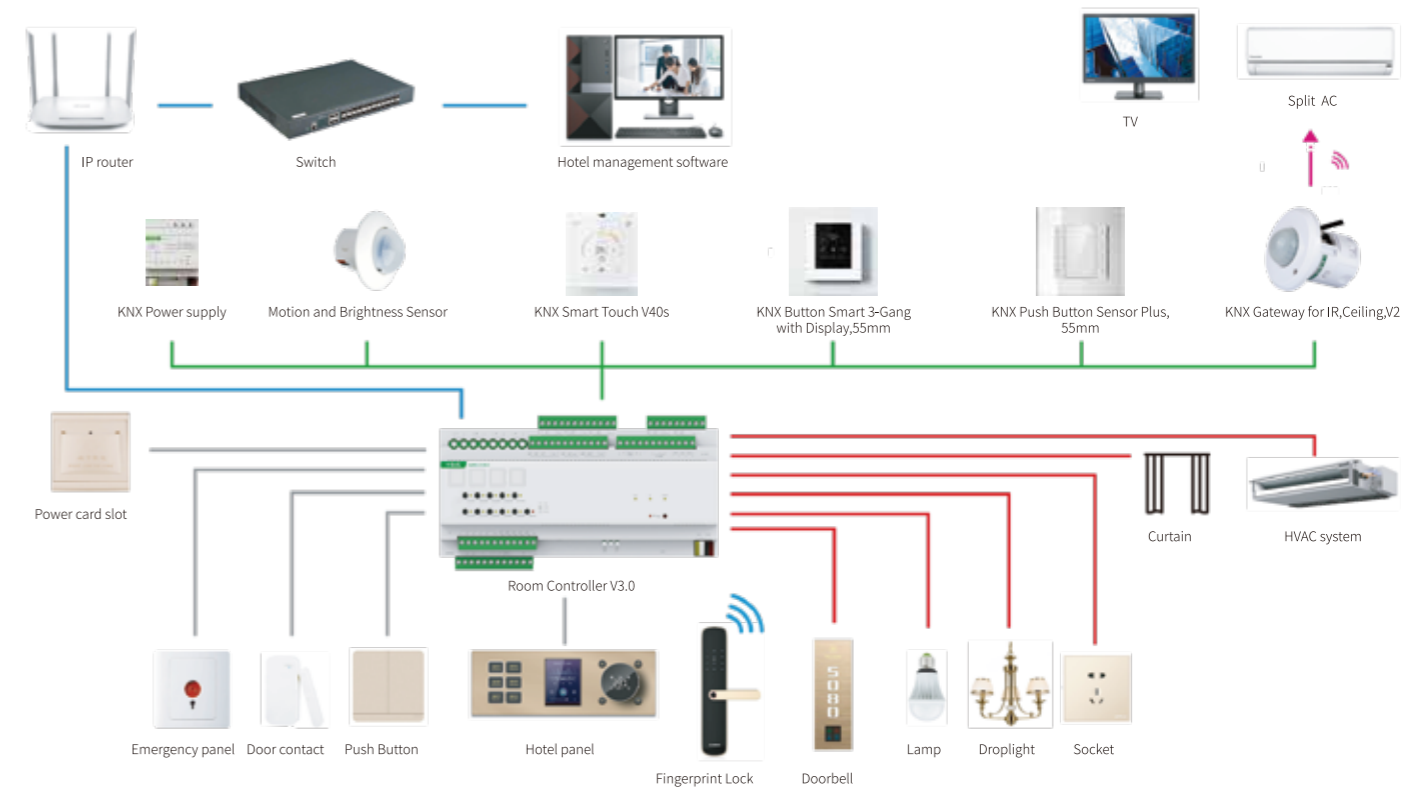 TV
Split AC
IP router
Switch
Hotel management software
KNX Power supply
Motion and Brightness Sensor
KNX Smart Touch V40s
KNX Button Smart 3-Gang
with Display,55mm
KNX Push Button Sensor Plus,
55mm
KNX Gateway for IR,Ceiling,V2
Power card slot
Curtain
HVAC system
Room Controller V3.0
5080
Emergency panel
Door contact
Push Button
Hotel panel
Fingerprint Lock
Doorbell
Lamp
Droplight
Socket